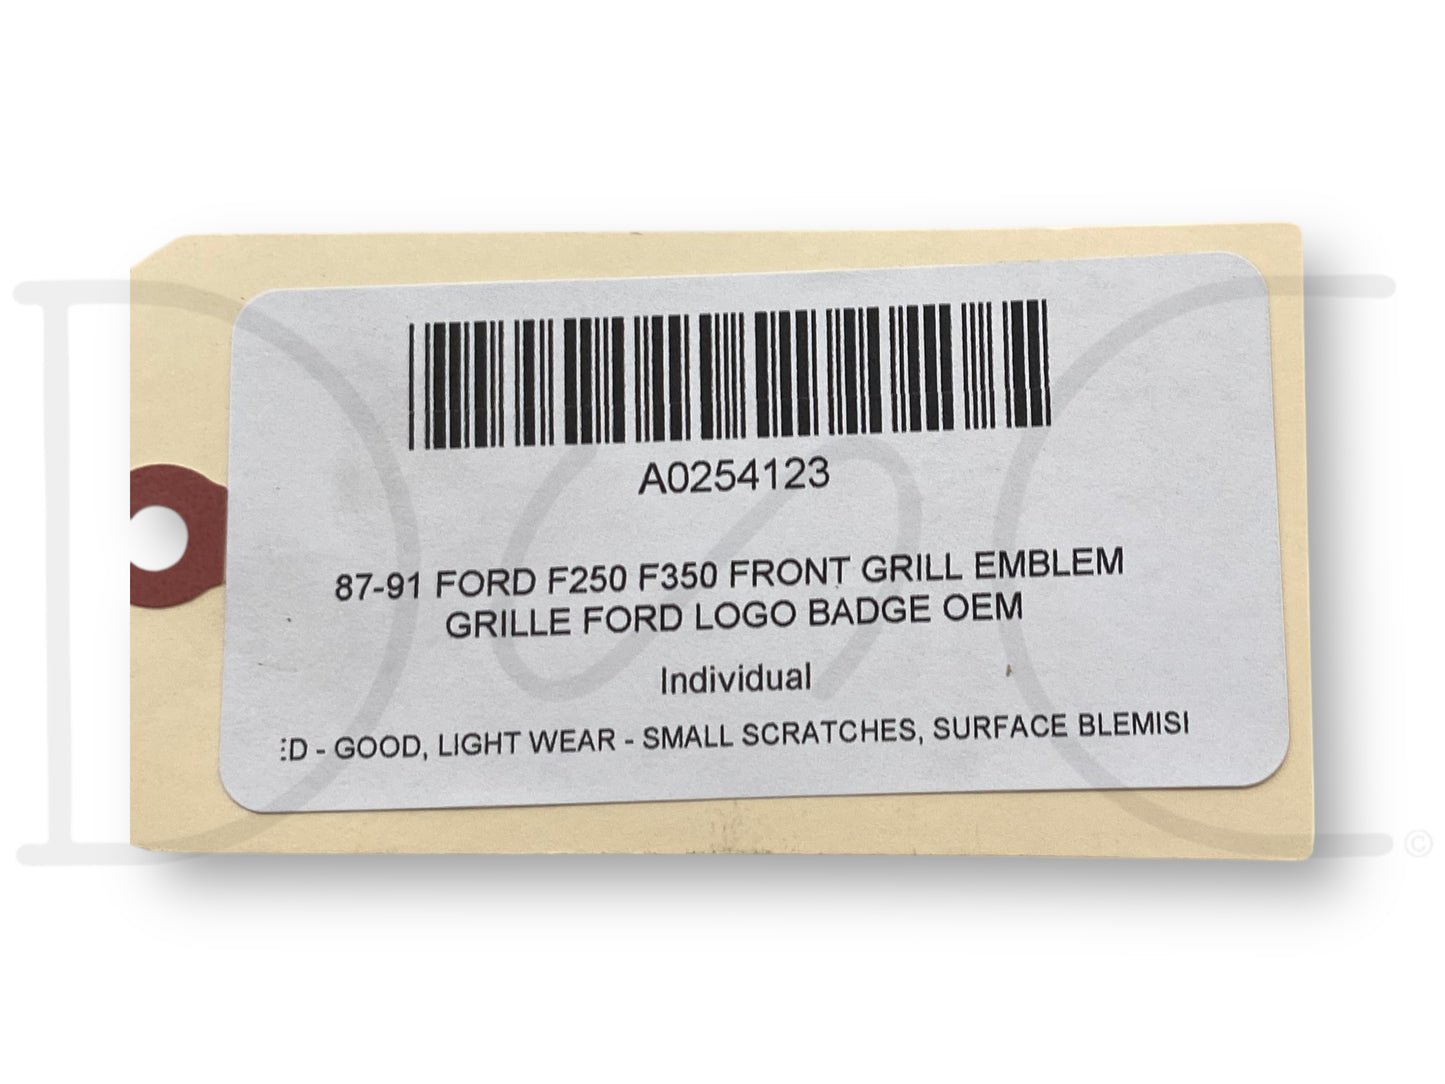 A0254123
87-91 FORD F250 F350 FRONT GRILL EMBLEM
GRILLE FORD LOGO BADGE OEM
Individual
D - GOOD, LIGHT WEAR - SMALL SCRATCHES, SURFACE
©